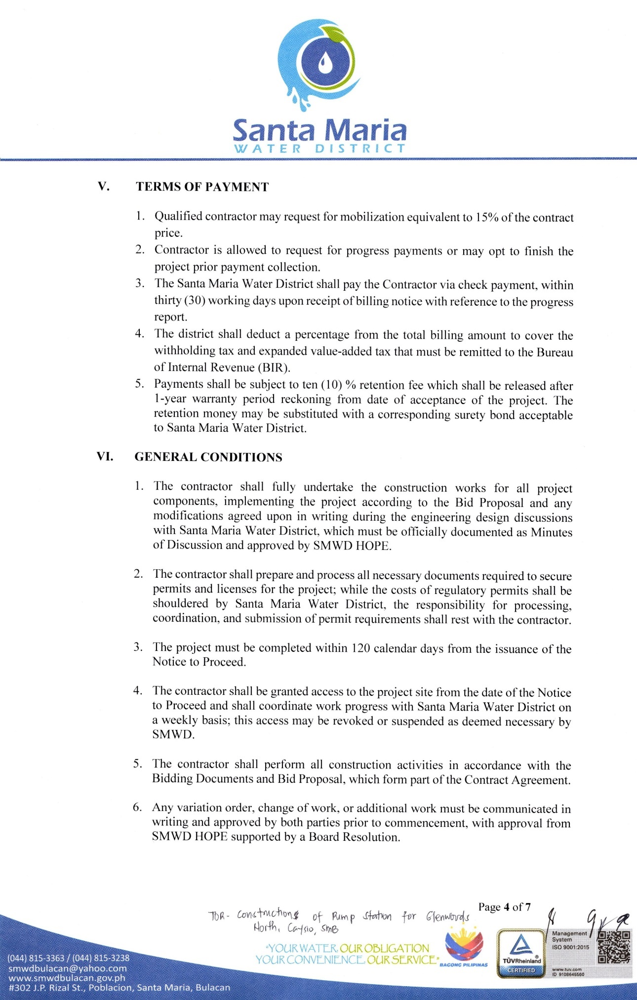 Santa Maria
WATER DISTRICT
V. TERMS OF PAYMENT
1. Qualified contractor may request for mobilization equivalent to 15% of the contract
price.
2. Contractor is allowed to request for progress payments or may opt to finish the
project prior payment collection.
3. The Santa Maria Water District shall pay the Contractor via check payment, within
thirty (30) working days upon receipt of billing notice with reference to the progress
report.
4. The district shall deduct a percentage from the total billing amount to cover the
withholding tax and expanded value-added tax that must be remitted to the Bureau
of Internal Revenue (BIR).
5. Payments shall be subject to ten (10) % retention fee which shall be released after
1-year warranty period reckoning from date of acceptance of the project. The
retention money may be substituted with a corresponding surety bond acceptable
to Santa Maria Water District.
VI. GENERAL CONDITIONS
1. The contractor shall fully undertake the construction works for all project
components, implementing the project according to the Bid Proposal and any
modifications agreed upon in writing during the engineering design discussions
with Santa Maria Water District, which must be officially documented as Minutes
of Discussion and approved by SMWD HOPE.
2. The contractor shall prepare and process all necessary documents required to secure
permits and licenses for the project; while the costs of regulatory permits shall be
shouldered by Santa Maria Water District, the responsibility for processing,
coordination, and submission of permit requirements shall rest with the contractor.
3. The project must be completed within 120 calendar days from the issuance of the
Notice to Proceed.
4. The contractor shall be granted access to the project site from the date of the Notice
to Proceed and shall coordinate work progress with Santa Maria Water District on
a weekly basis; this access may be revoked or suspended as deemed necessary by
SMWD.
5. The contractor shall perform all construction activities in accordance with the
Bidding Documents and Bid Proposal, which form part of the Contract Agreement.
6. Any variation order, change of work, or additional work must be communicated in
writing and approved by both parties prior to commencement, with approval from
SMWD HOPE supported by a Board Resolution.
Page 4 of 7
TOR - Construction of Pump Station for Glenwoods
North, Caysio, SMB
"YOUR WATER, OUR OBLIGATION
YOUR CONVENIENCE, OUR SERVICE"
BAGONG PILIPINAS
TÜVRheinland®
CERTIFIED
Management
System
ISO 9001:2015
www.tuv.com
ID 9108645560
(044) 815-3363 / (044) 815-3238
smwdbulacan@yahoo.com
www.smwdbulacan.gov.ph
#302 J.P. Rizal St., Poblacion, Santa Maria, Bulacan